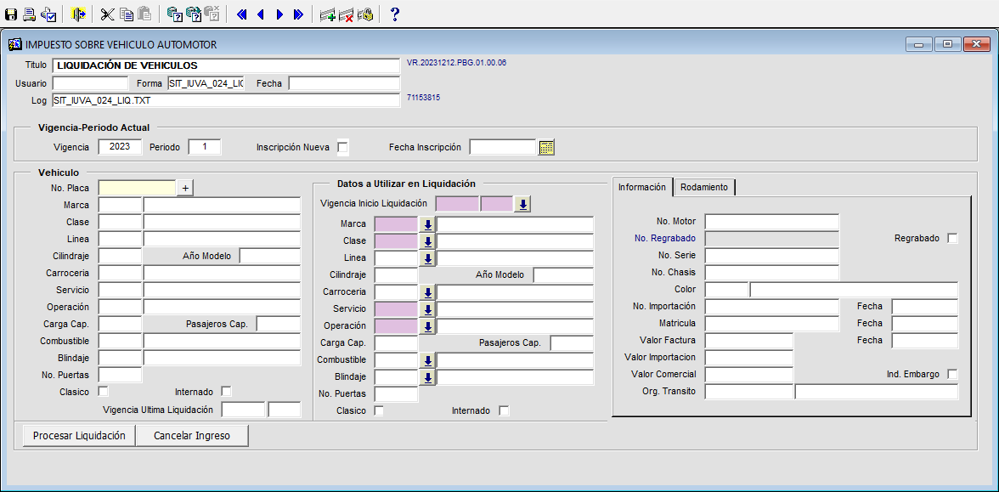 IMPUESTO SOBRE VEHICULO AUTOMOTOR
Titulo LIQUIDACIÓN DE VEHICULOS VR.20231212.PBG.01.00.06
Usuario Forma SIT_IUVA_024_LIQ Fecha
Log SIT_IUVA_024_LIQ.TXT 71153815
Vigencia-Periodo Actual
Vigencia 2023 Periodo 1 Inscripción Nueva Fecha Inscripción
Vehiculo
No. Placa +
Marca
Clase
Linea
Cilindraje Año Modelo
Carroceria
Servicio
Operación
Carga Cap. Pasajeros Cap.
Combustible
Blindaje
No. Puertas
Clasico Internado
Vigencia Ultima Liquidación
Datos a Utilizar en Liquidación
Vigencia Inicio Liquidación
Marca
Clase
Linea
Cilindraje Año Modelo
Carroceria
Servicio
Operación
Carga Cap. Pasajeros Cap.
Combustible
Blindaje
No. Puertas
Clasico Internado
Información Rodamiento
No. Motor
No. Regrabado Regrabado
No. Serie
No. Chasis
Color
No. Importación Fecha
Matricula Fecha
Valor Factura Fecha
Valor Importacion
Valor Comercial Ind. Embargo
Org. Transito
Procesar Liquidación Cancelar Ingreso